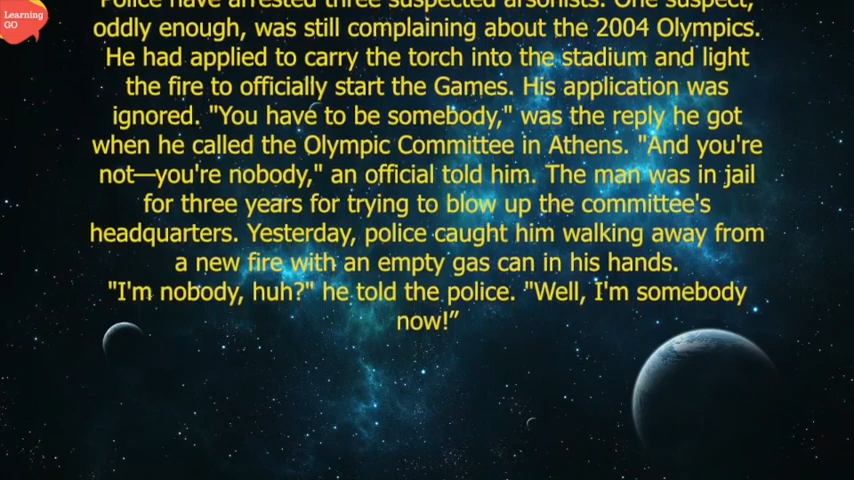 Learning
GO
Police have arrested three suspected arsonists. One suspect,
oddly enough, was still complaining about the 2004 Olympics.
He had applied to carry the torch into the stadium and light
the fire to officially start the Games. His application was
ignored. "You have to be somebody," was the reply he got
when he called the Olympic Committee in Athens. "And you're
not—you're nobody," an official told him. The man was in jail
for three years for trying to blow up the committee's
headquarters. Yesterday, police caught him walking away from
a new fire with an empty gas can in his hands.
"I'm nobody, huh?" he told the police. "Well, I'm somebody
now!”